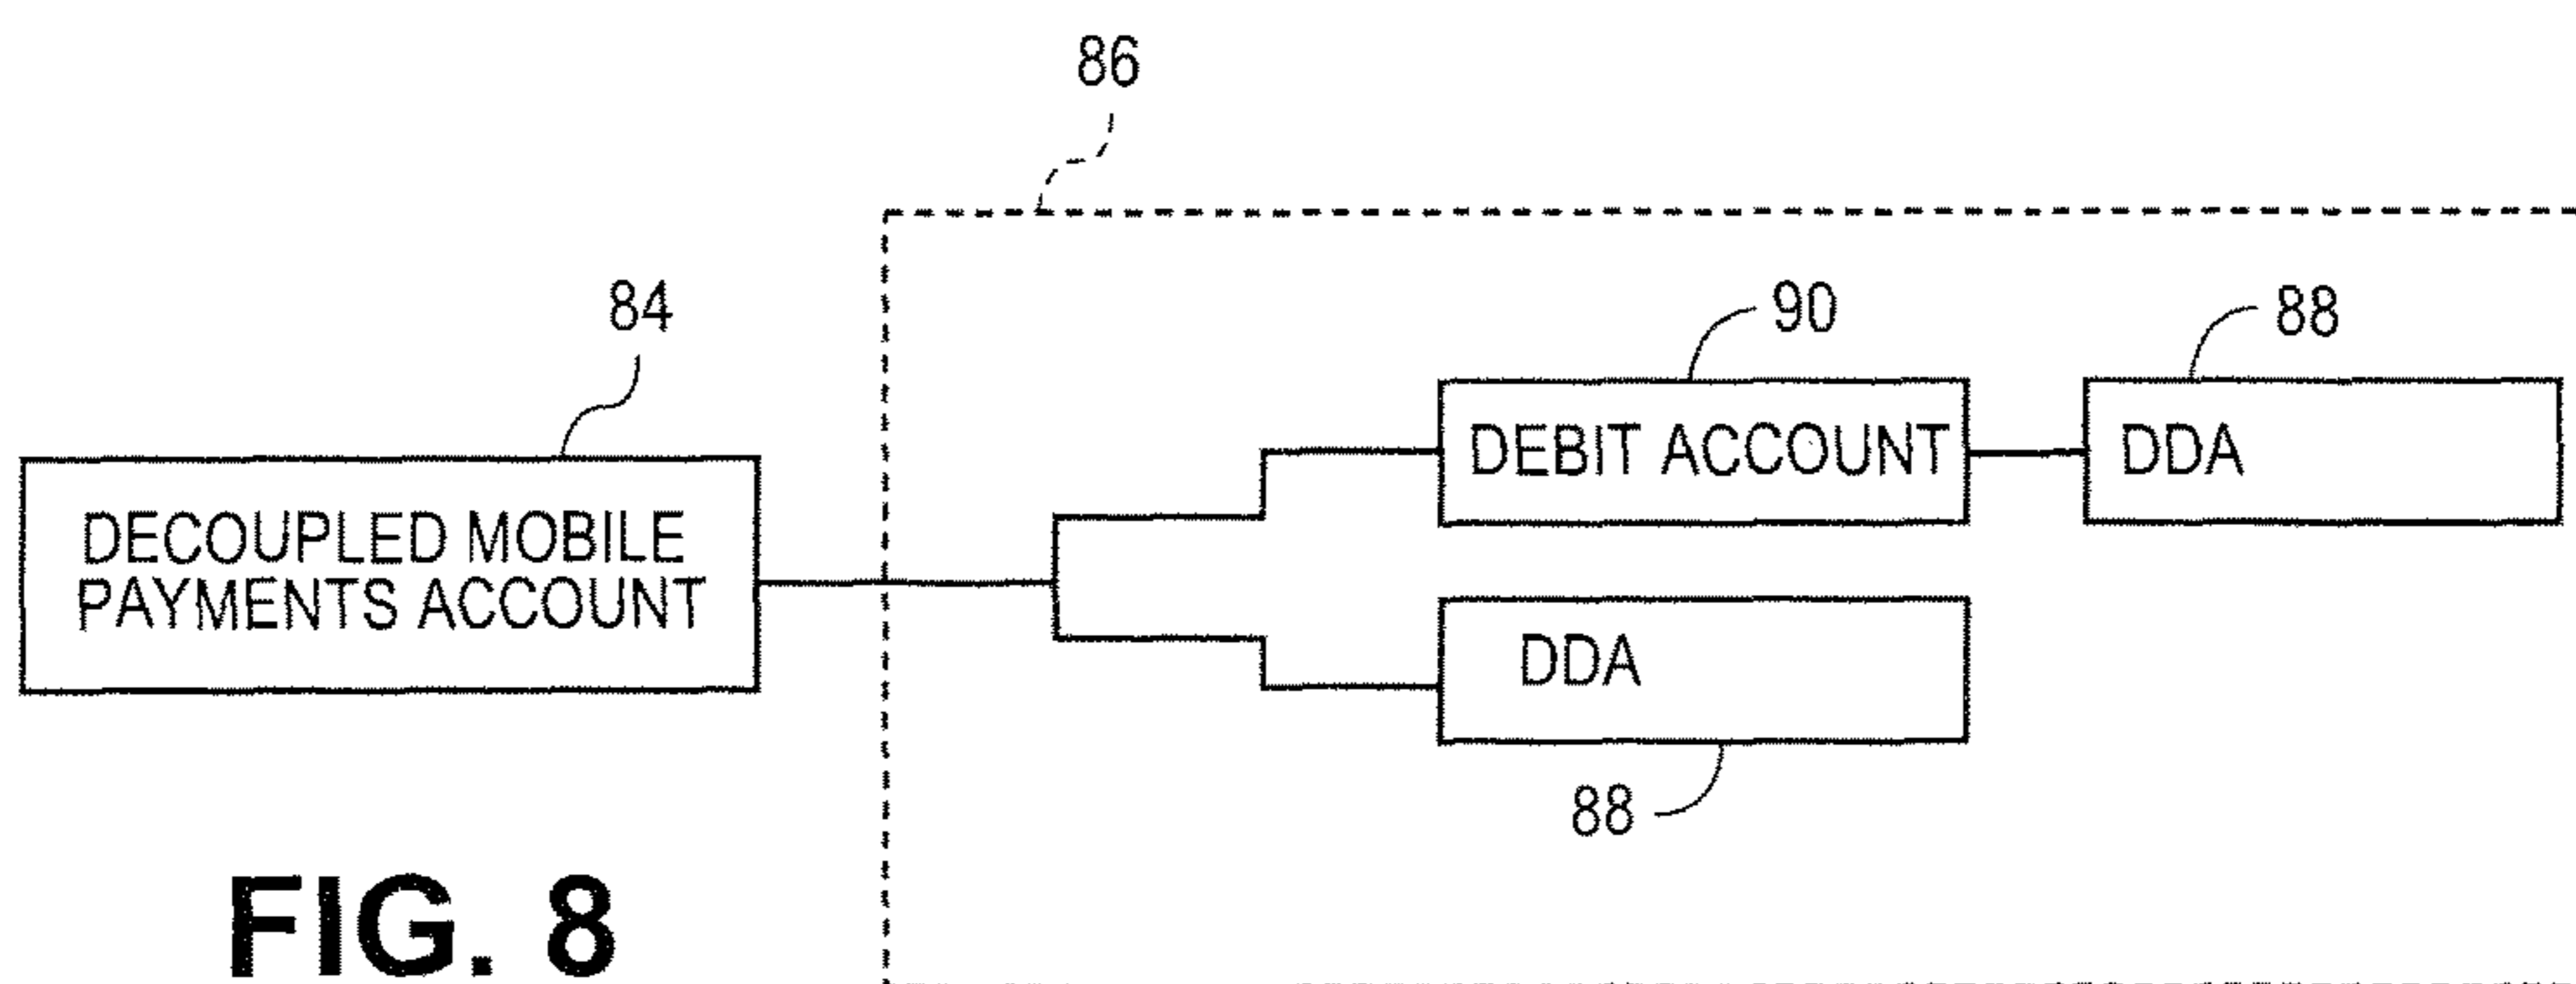 86
84
90
88
DEBIT ACCOUNT
DDA
DECOUPLED MOBILE
PAYMENTS ACCOUNT
DDA
88
FIG. 8